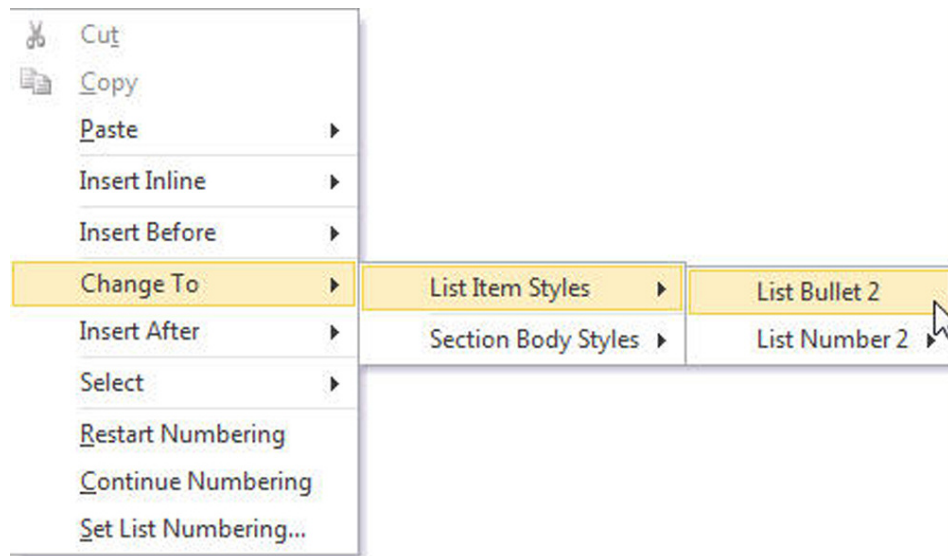 Cut
Copy
Paste
Insert Inline
Insert Before
Change To
Insert After
Select
Restart Numbering
Continue Numbering
Set List Numbering...
List Item Styles
Section Body Styles
List Bullet 2
List Number 2